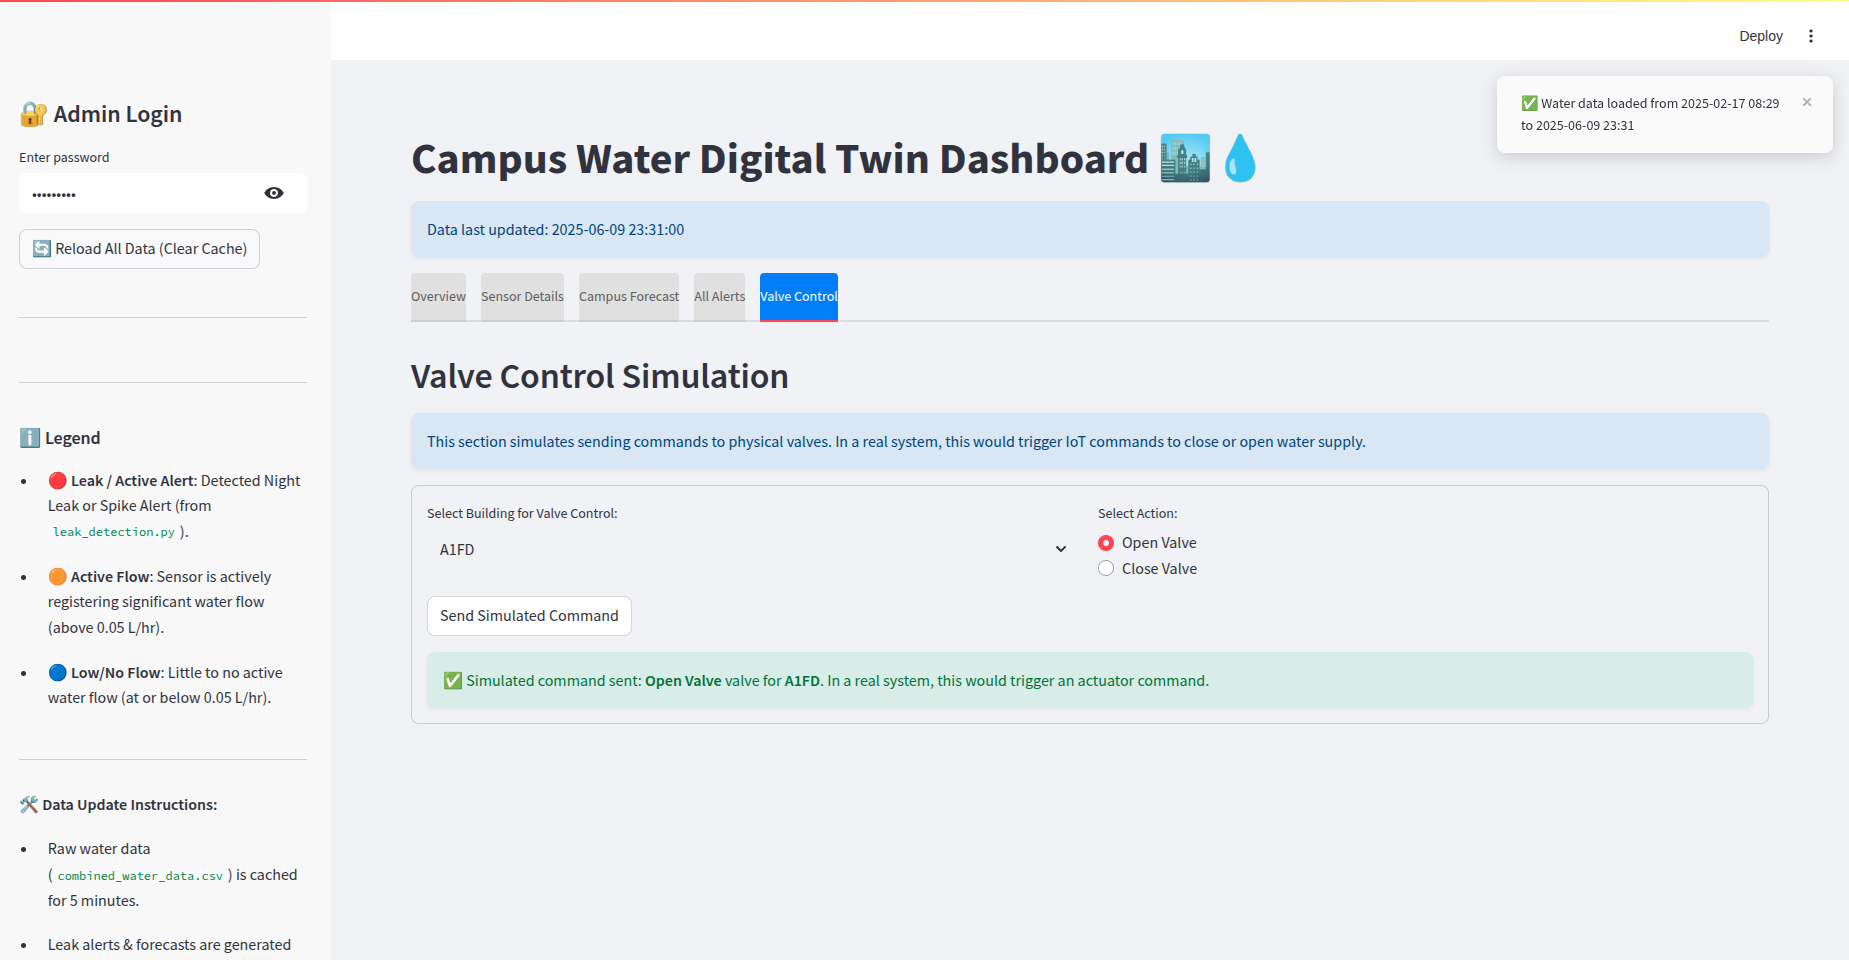 Deploy
Water data loaded from 2025-02-17 08:29
to 2025-06-09 23:31
Admin Login
Enter password
•••••••••
Reload All Data (Clear Cache)
Legend
Leak / Active Alert: Detected Night
Leak or Spike Alert (from
leak_detection.py ).
Active Flow: Sensor is actively
registering significant water flow
(above 0.05 L/hr).
Low/No Flow: Little to no active
water flow (at or below 0.05 L/hr).
Data Update Instructions:
Raw water data
( combined_water_data.csv ) is cached
for 5 minutes.
Leak alerts & forecasts are generated
Campus Water Digital Twin Dashboard
Data last updated: 2025-06-09 23:31:00
Overview Sensor Details Campus Forecast All Alerts Valve Control
Valve Control Simulation
This section simulates sending commands to physical valves. In a real system, this would trigger IoT commands to close or open water supply.
Select Building for Valve Control:
A1FD
Select Action:
Open Valve
Close Valve
Send Simulated Command
Simulated command sent: Open Valve valve for A1FD. In a real system, this would trigger an actuator command.